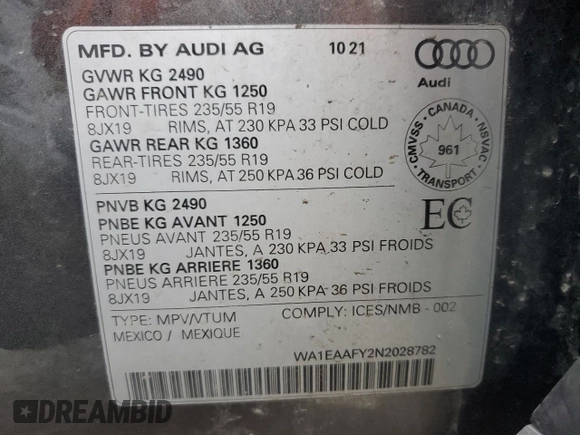 MFD. BY AUDI AG 10 21
Audi
GVWR KG 2490
GAWR FRONT KG 1250
FRONT-TIRES 235/55 R19
8JX19 RIMS, AT 230 KPA 33 PSI COLD
GAWR REAR KG 1360
REAR-TIRES 235/55 R19
8JX19 RIMS, AT 250 KPA 36 PSI COLD
CMVSS - CANADA - NSVAC
961
TRANSPORT
PNVB KG 2490
PNBE KG AVANT 1250
PNEUS AVANT 235/55 R19
8JX19 JANTES, A 230 KPA 33 PSI FROIDS
PNBE KG ARRIERE 1360
PNEUS ARRIERE 235/55 R19
8JX19 JANTES, A 250 KPA 36 PSI FROIDS
EC
TYPE: MPV/VTUM COMPLY: ICES/NMB - 002
MEXICO / MEXIQUE
WA1EAAFY2N2028782
DREAMBID